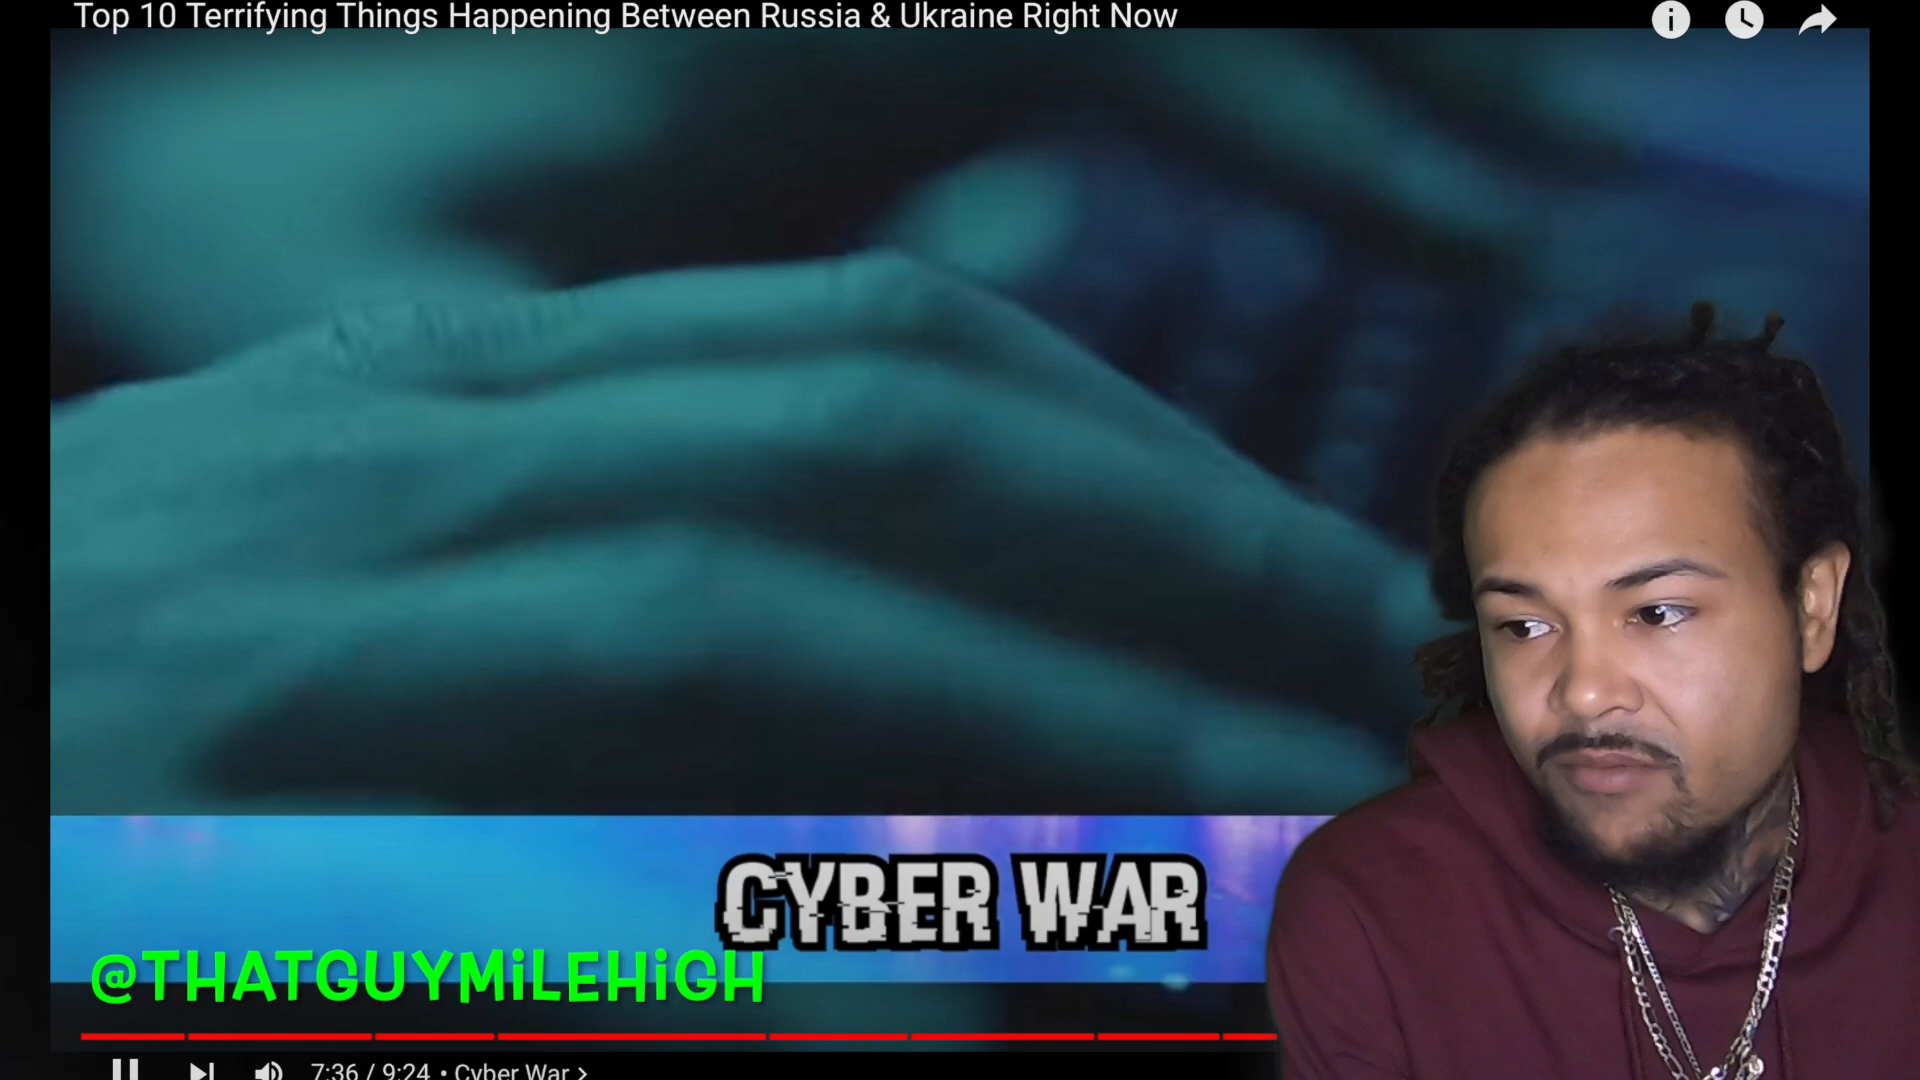 Top 10 Terrifying Things Happening Between Russia & Ukraine Right Now
CYBER WAR
@THATGUYMiLEHiGH
7:36 / 9:24 • Cyber War >